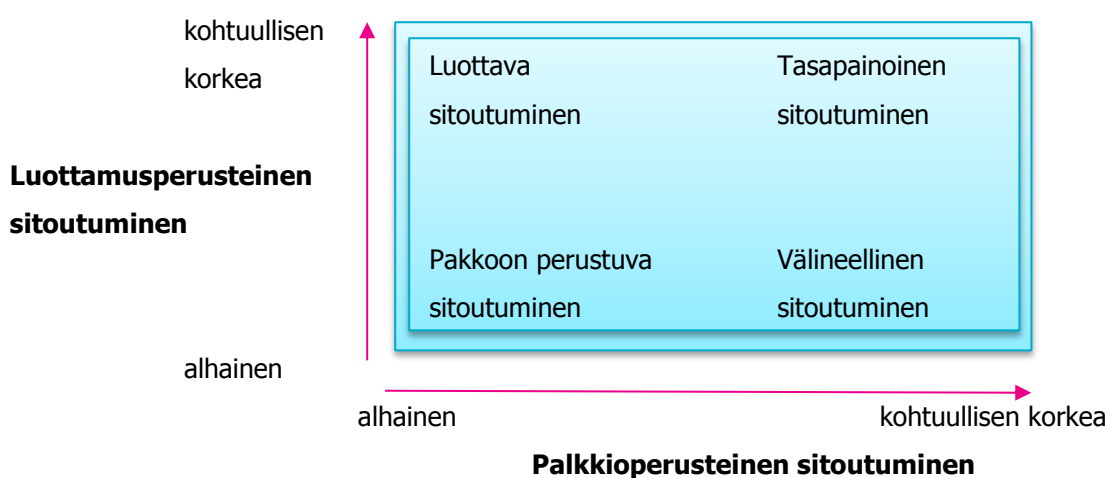 kohtuullisen
korkea
Luottava
sitoutuminen
Tasapainoinen
sitoutuminen
Luottamusperusteinen
sitoutuminen
Pakkoon perustuva
sitoutuminen
Välineellinen
sitoutuminen
alhainen
alhainen
kohtuullisen korkea
Palkkioperusteinen sitoutuminen